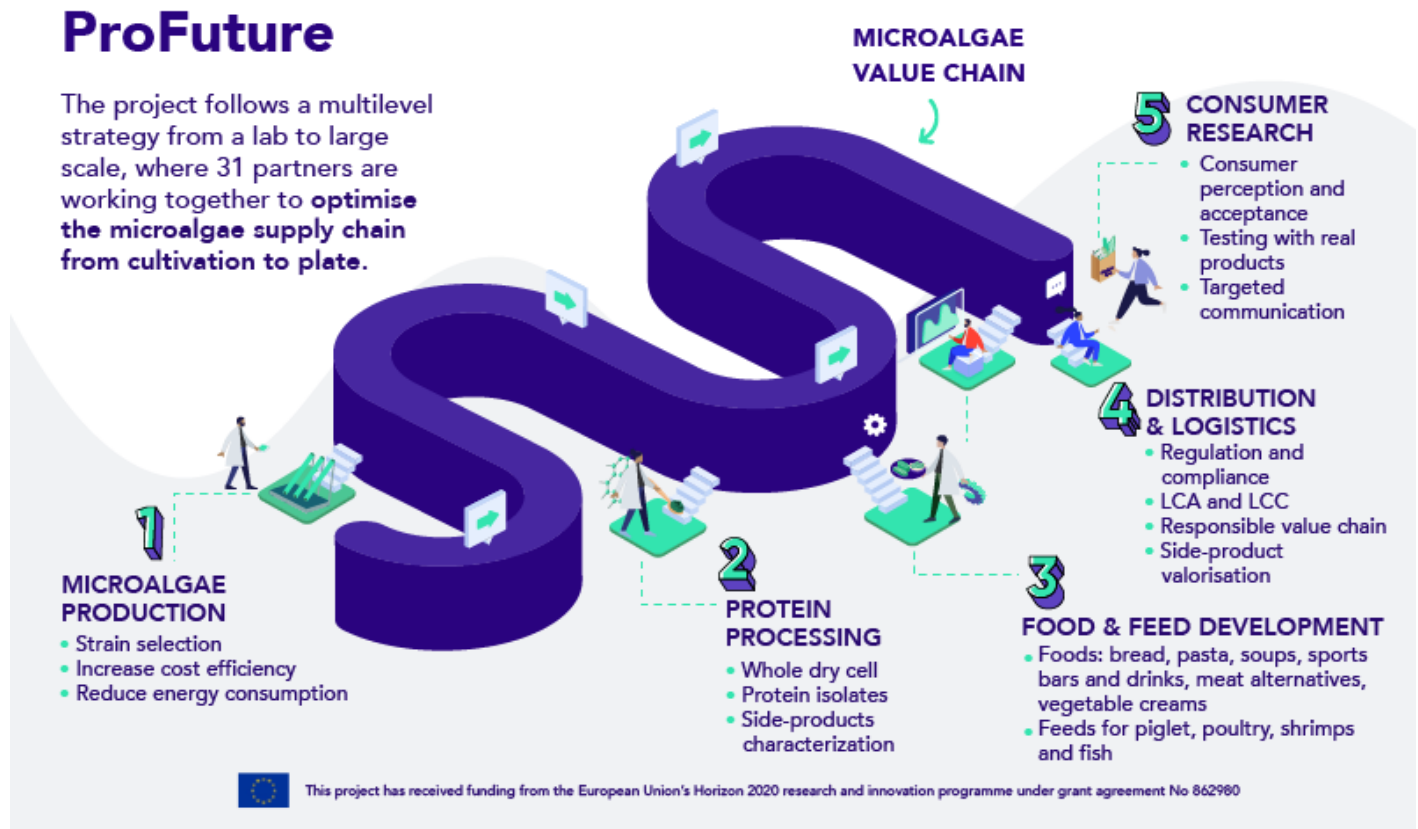 ProFuture
The project follows a multilevel
strategy from a lab to large
scale, where 31 partners are
working together to optimise
the microalgae supply chain
from cultivation to plate.
MICROALGAE
VALUE CHAIN
1
MICROALGAE
PRODUCTION
• Strain selection
• Increase cost efficiency
• Reduce energy consumption
2
PROTEIN
PROCESSING
• Whole dry cell
• Protein isolates
• Side-products
characterization
3
FOOD & FEED DEVELOPMENT
• Foods: bread, pasta, soups, sports
bars and drinks, meat alternatives,
vegetable creams
• Feeds for piglet, poultry, shrimps
and fish
4 DISTRIBUTION
& LOGISTICS
• Regulation and
compliance
• LCA and LCC
• Responsible value chain
• Side-product
valorisation
5 CONSUMER
RESEARCH
• Consumer
perception and
acceptance
• Testing with real
products
• Targeted
communication
This project has received funding from the European Union's Horizon 2020 research and innovation programme under grant agreement No 862980